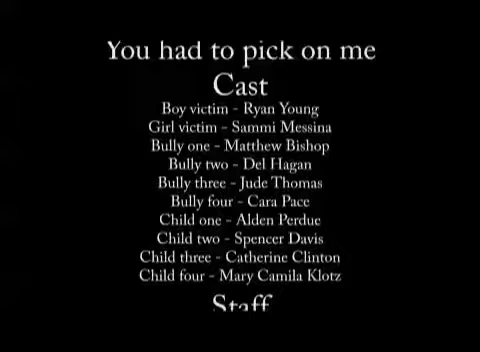 You had to pick on me
Cast
Boy victim - Ryan Young
Girl victim - Sammi Messina
Bully one - Matthew Bishop
Bully two - Del Hagan
Bully three - Jude Thomas
Bully four - Cara Pace
Child one - Alden Perdue
Child two - Spencer Davis
Child three - Catherine Clinton
Child four - Mary Camila Klotz
Staff